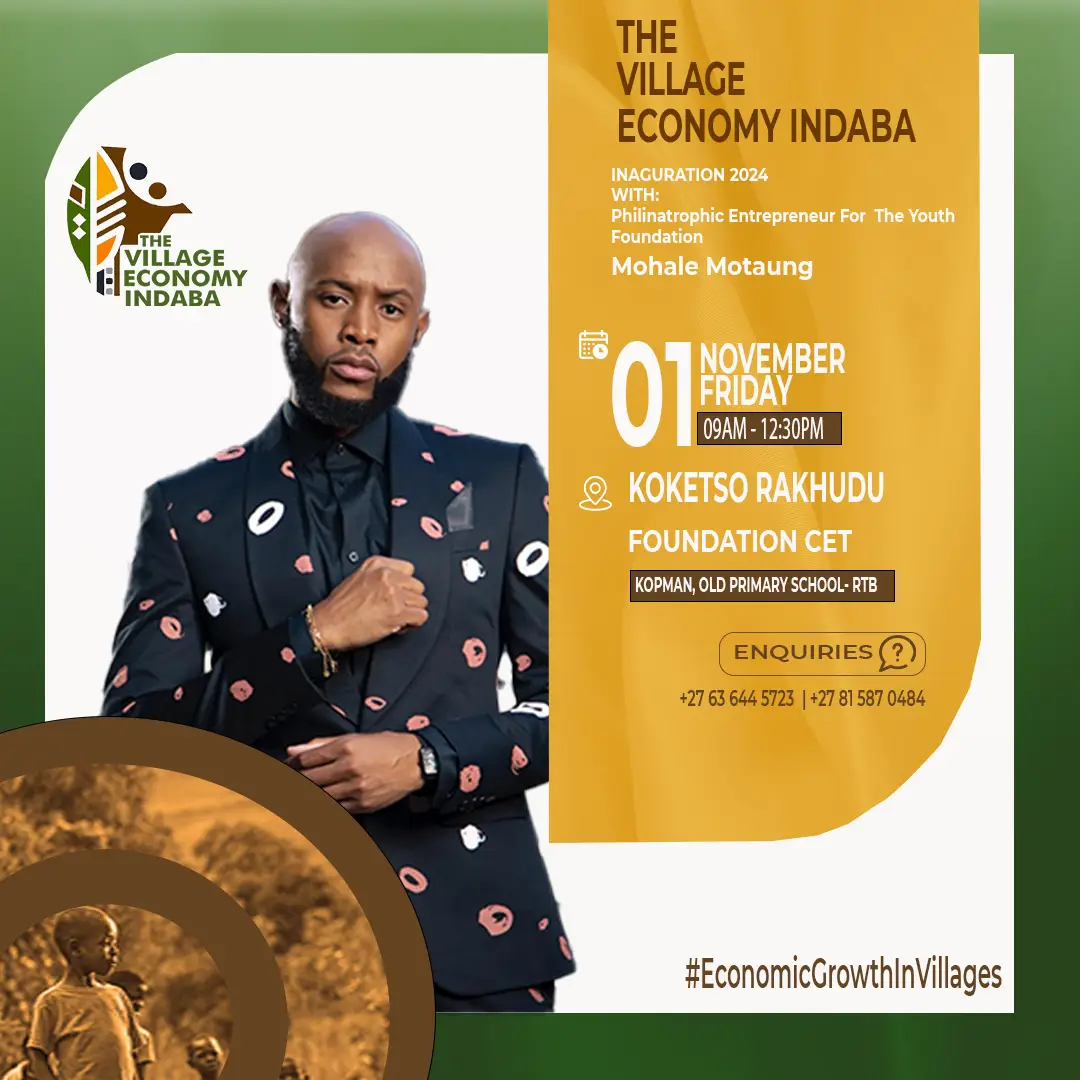 THE
VILLAGE
ECONOMY INDABA
INAGURATION 2024
WITH:
Philinatrophic Entrepreneur For The Youth
Foundation
Mohale Motaung
THE
VILLAGE
ECONOMY
INDABA
01
NOVEMBER
FRIDAY
09AM - 12:30PM
KOKETSO RAKHUDU
FOUNDATION CET
KOPMAN, OLD PRIMARY SCHOOL- RTB
ENQUIRIES ?
+27 63 644 5723 | +27 81 587 0484
#EconomicGrowthInVillages